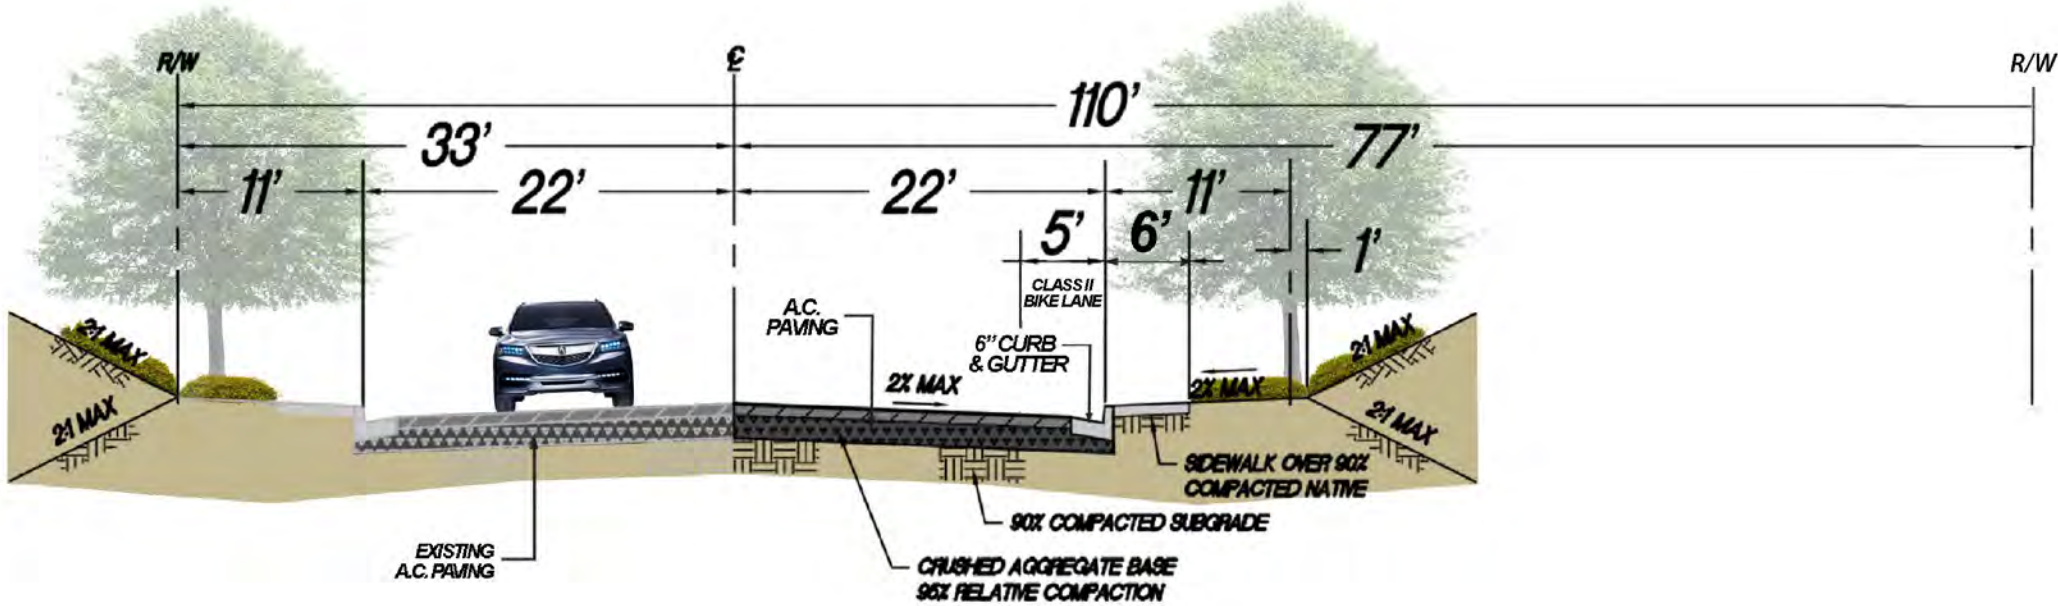 R/W
℄
R/W
110'
33'
77'
11'
22'
22'
11'
5'
6'
1'
CLASS II
BIKE LANE
A.C.
PAVING
6" CURB
& GUTTER
2:1 MAX
2:1 MAX
2% MAX
2% MAX
2:1 MAX
2:1 MAX
SIDEWALK OVER 90%
COMPACTED NATIVE
90% COMPACTED SUBGRADE
EXISTING
A.C. PAVING
CRUSHED AGGREGATE BASE
95% RELATIVE COMPACTION